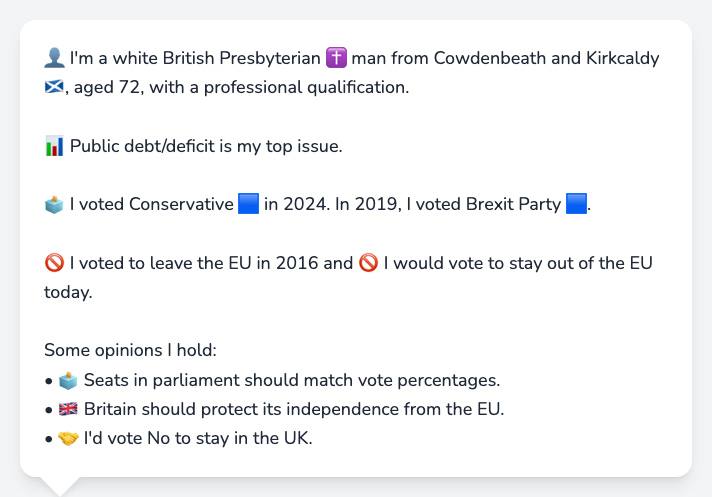 👤 I'm a white British Presbyterian ✝️ man from Cowdenbeath and Kirkcaldy
🏴󠁧󠁢󠁳󠁣󠁴󠁿, aged 72, with a professional qualification.
📊 Public debt/deficit is my top issue.
🗳️ I voted Conservative 🟦 in 2024. In 2019, I voted Brexit Party 🟦.
🚫 I voted to leave the EU in 2016 and 🚫 I would vote to stay out of the EU
today.
Some opinions I hold:
• 🗳️ Seats in parliament should match vote percentages.
• 🇬🇧 Britain should protect its independence from the EU.
• 🤝 I'd vote No to stay in the UK.